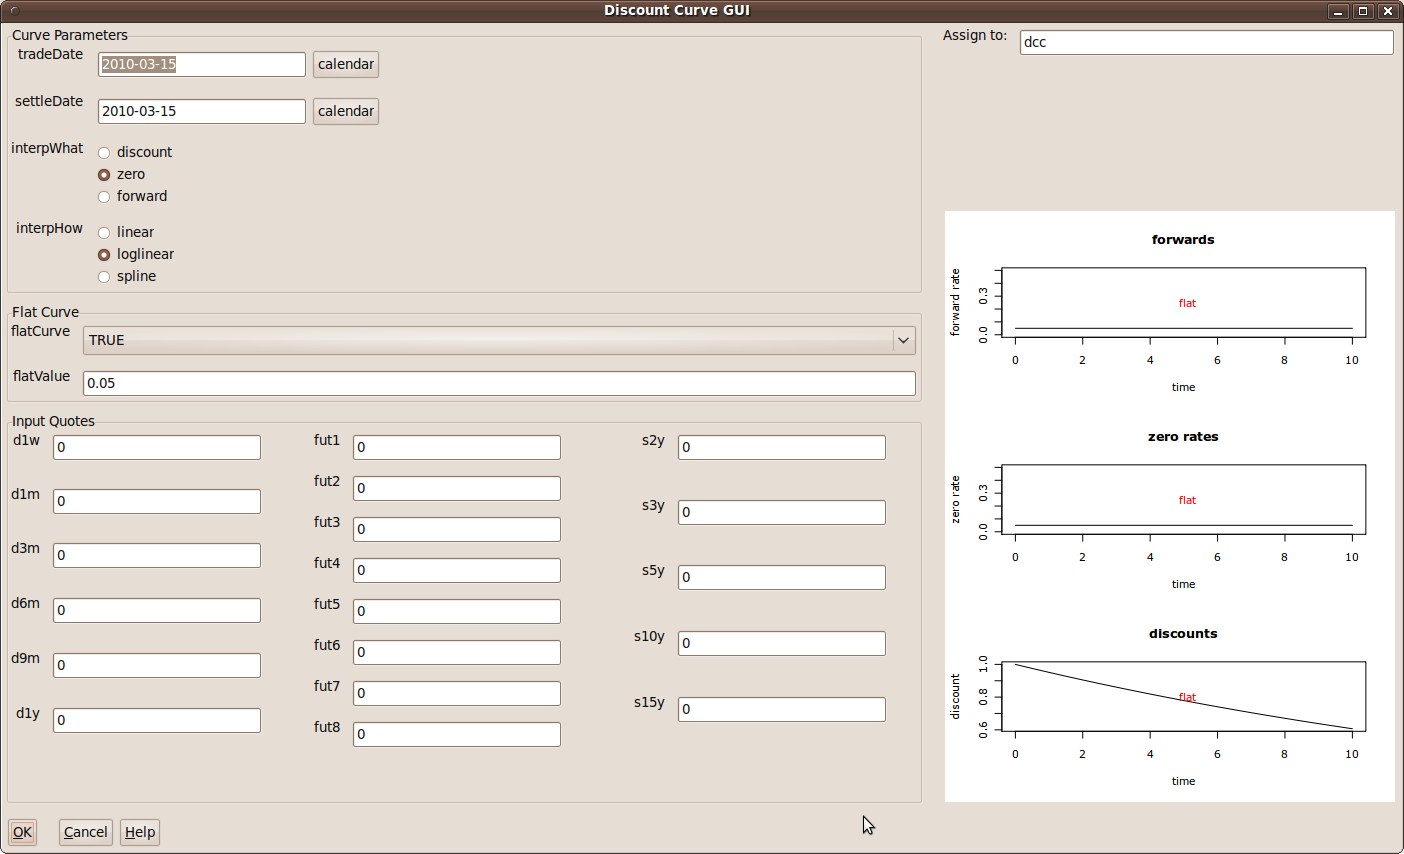 Discount Curve GUI
Curve Parameters
tradeDate 2010-03-15 calendar
settleDate 2010-03-15 calendar
interpWhat
discount
zero
forward
interpHow
linear
loglinear
spline
Flat Curve
flatCurve TRUE
flatValue 0.05
Input Quotes
d1w 0
d1m 0
d3m 0
d6m 0
d9m 0
d1y 0
fut1 0
fut2 0
fut3 0
fut4 0
fut5 0
fut6 0
fut7 0
fut8 0
s2y 0
s3y 0
s5y 0
s10y 0
s15y 0
OK Cancel Help
Assign to: dcc
forwards
forward rate
0.3
0.0
flat
0 2 4 6 8 10
time
zero rates
zero rate
0.3
0.0
flat
0 2 4 6 8 10
time
discounts
discount
1.0
0.8
0.6
flat
0 2 4 6 8 10
time